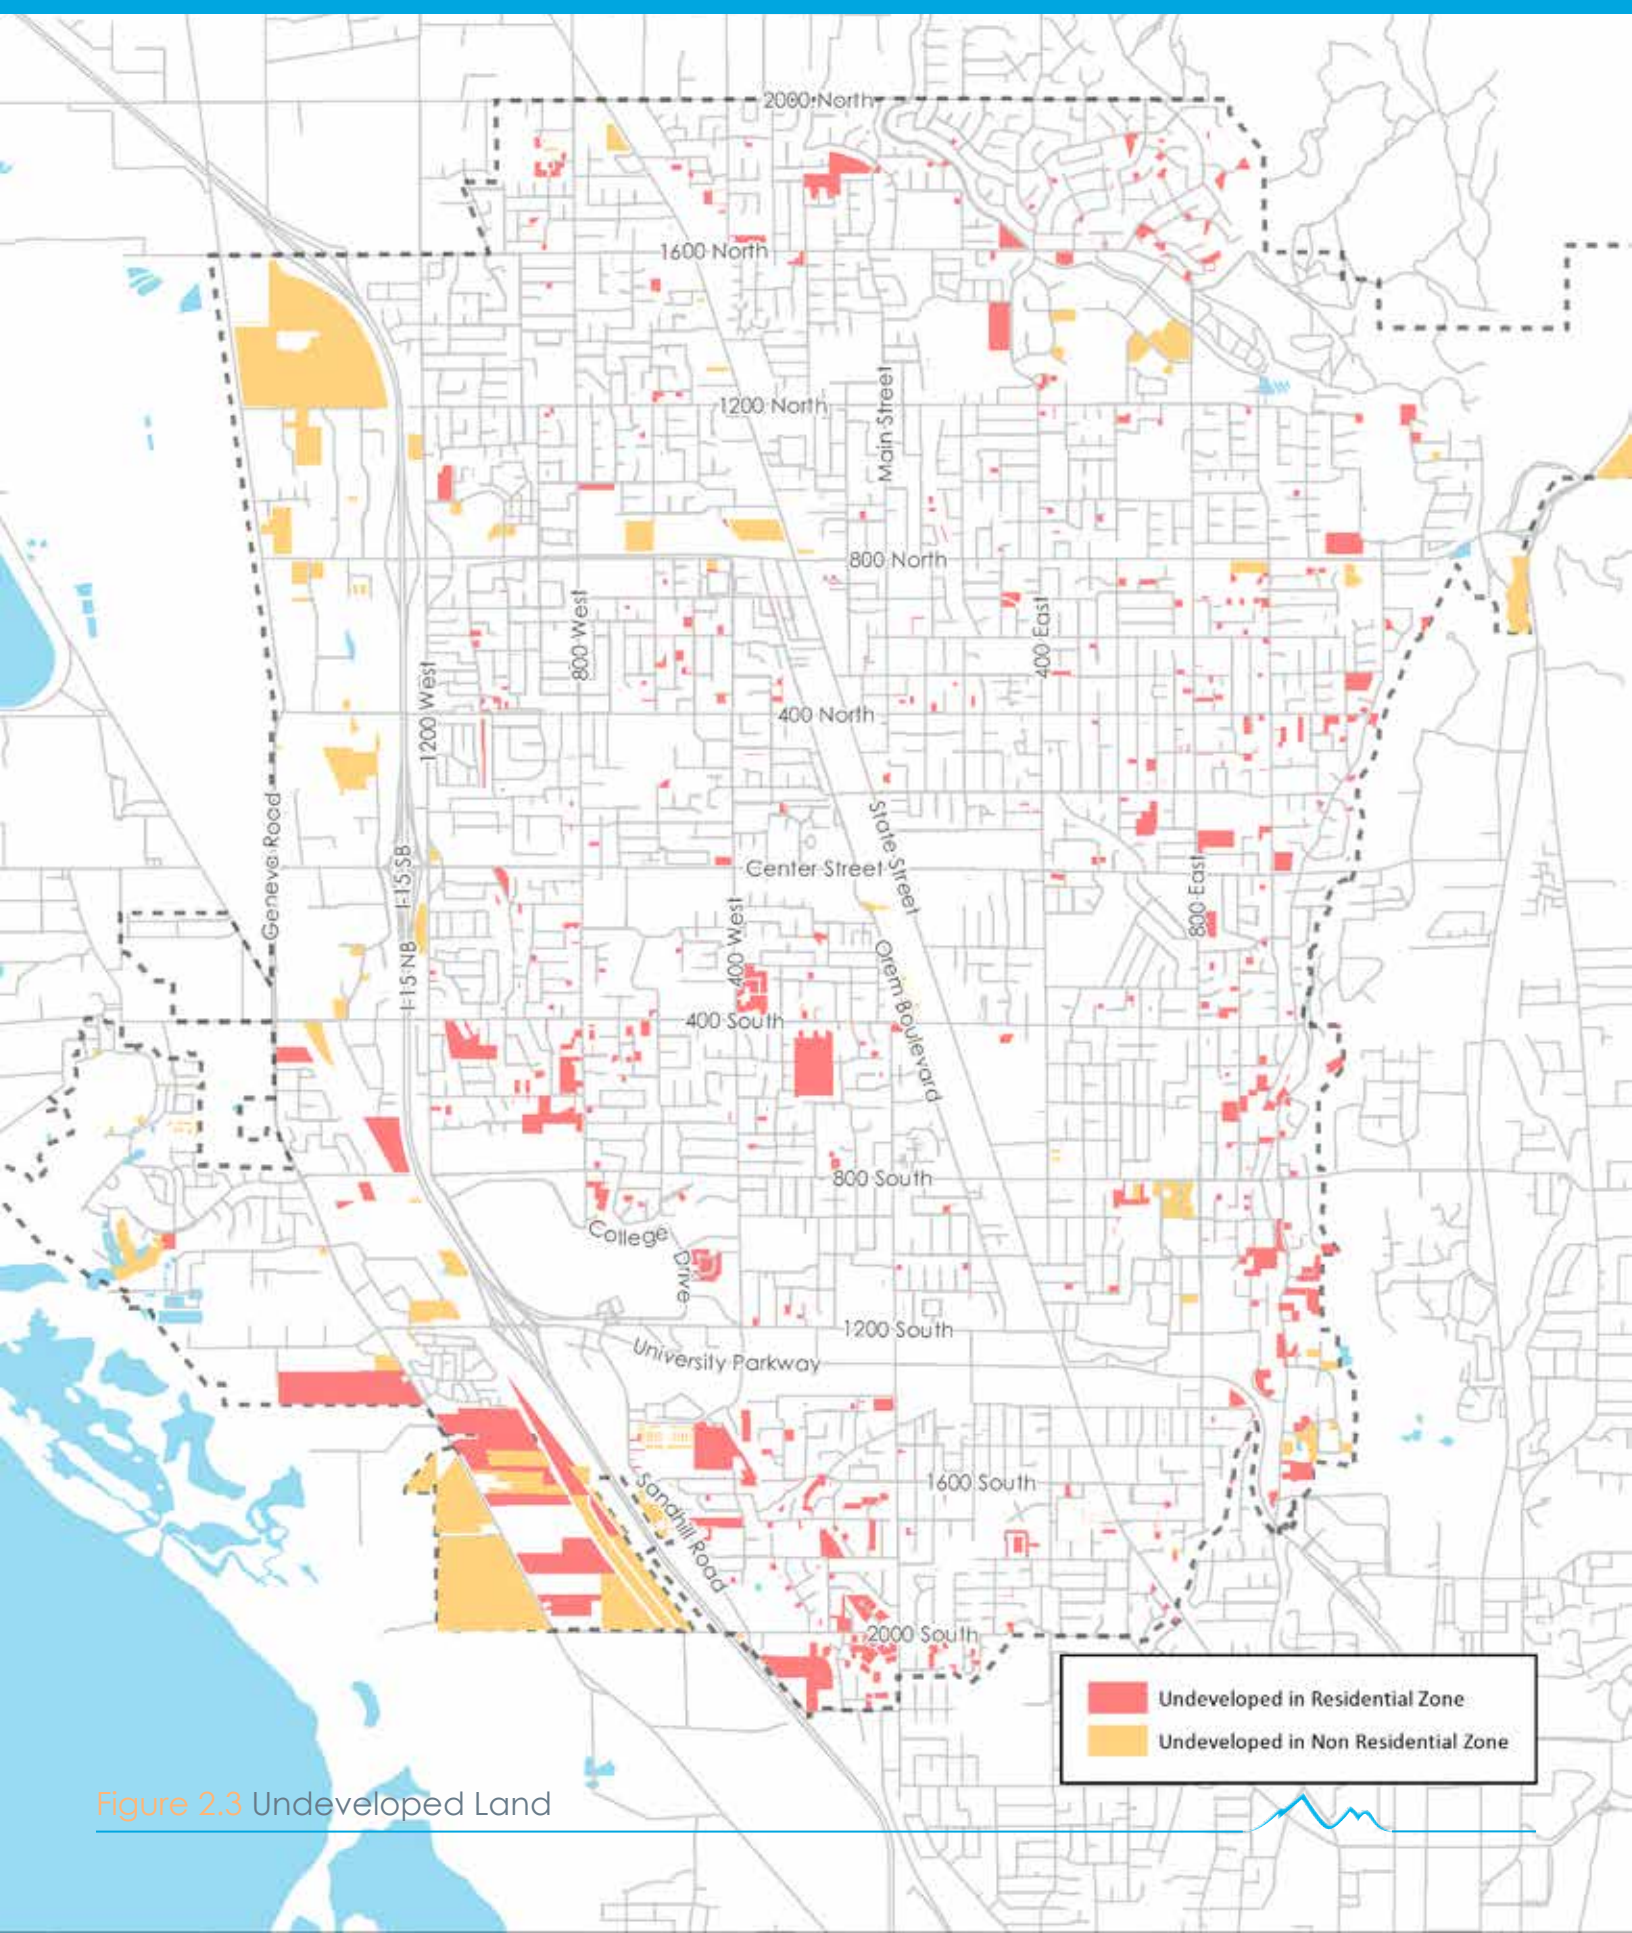 2000 North
1600 North
1200 North
Main Street
800 North
800 West
400 East
1200 West
400 North
Geneva Road
State Street
I-15 SB
Center Street
800 East
400 West
I-15 NB
Orem Boulevard
400 South
800 South
College Drive
1200 South
University Parkway
1600 South
Sandhill Road
2000 South
Undeveloped in Residential Zone
Undeveloped in Non Residential Zone
Figure 2.3 Undeveloped Land